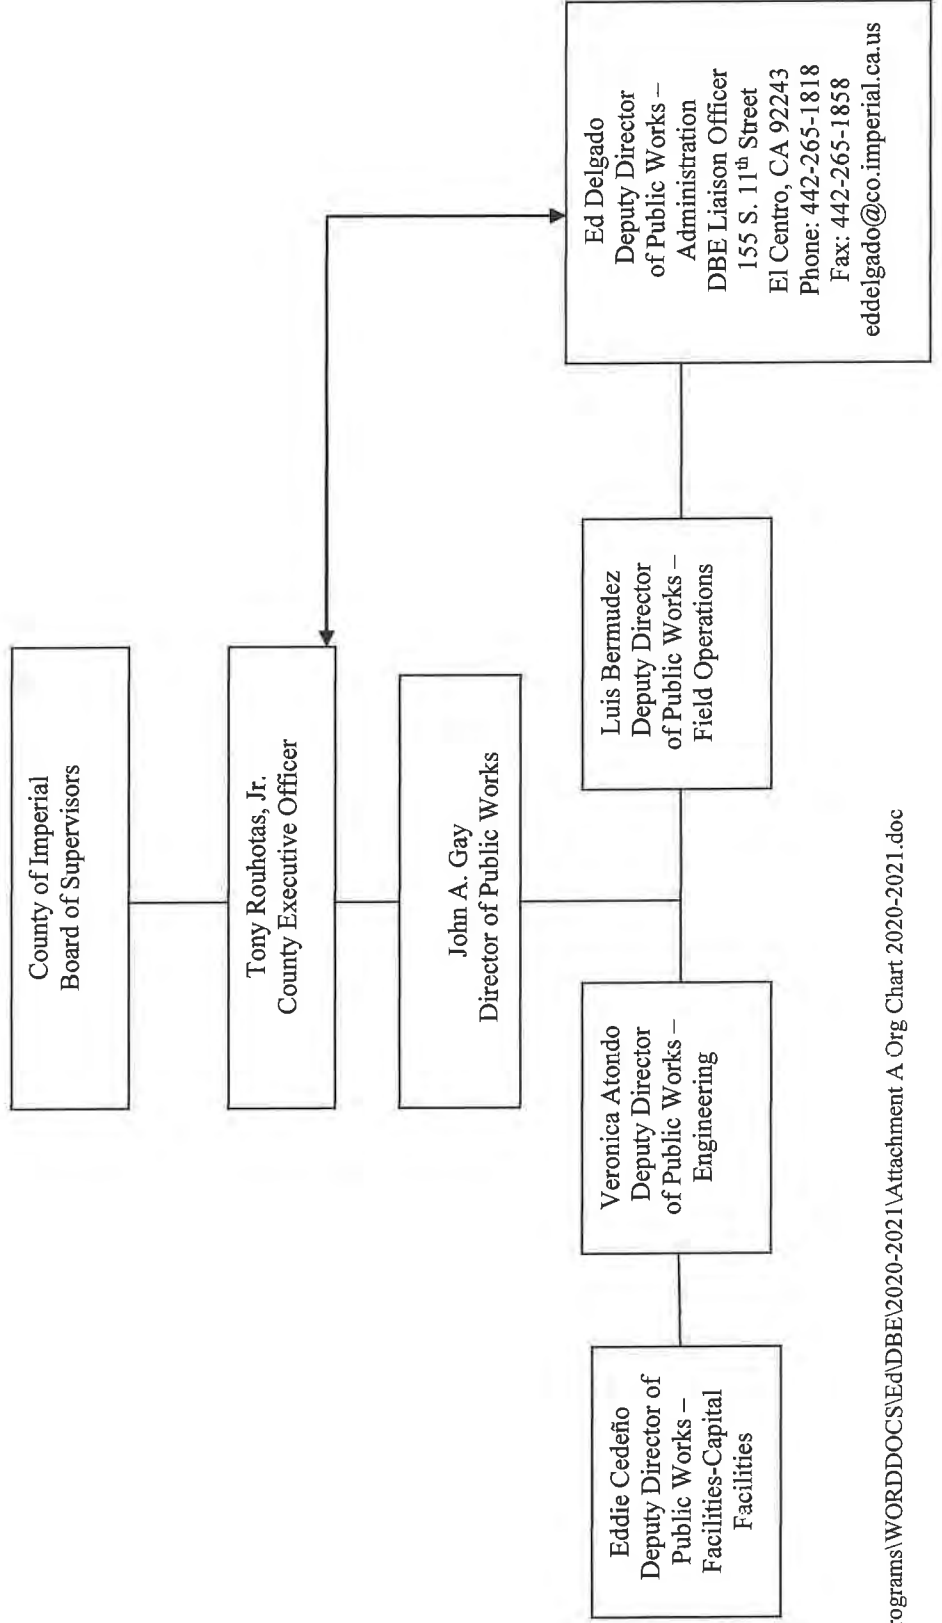 County of Imperial
Board of Supervisors
Tony Rouhotas, Jr.
County Executive Officer
John A. Gay
Director of Public Works
Eddie Cedeño
Deputy Director of
Public Works –
Facilities-Capital
Facilities
Veronica Atondo
Deputy Director
of Public Works –
Engineering
Luis Bermudez
Deputy Director
of Public Works –
Field Operations
Ed Delgado
Deputy Director
of Public Works –
Administration
DBE Liaison Officer
155 S. 11th Street
El Centro, CA 92243
Phone: 442-265-1818
Fax: 442-265-1858
eddelgado@co.imperial.ca.us
rograms\WORDDOCS\Ed\DBE\2020-2021\Attachment A Org Chart 2020-2021.doc